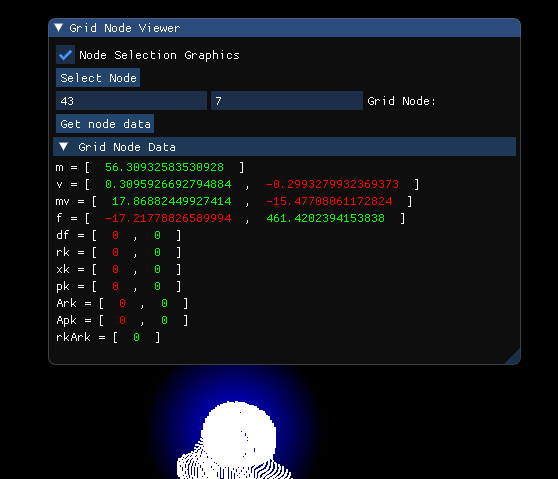 Grid Node Viewer
Node Selection Graphics
Select Node
43 7 Grid Node:
Get node data
Grid Node Data
m = [ 56.30932583530928 ]
v = [ 0.3095926692794884 , -0.2993279932369373 ]
mv = [ 17.86882449927414 , -15.47708061172824 ]
f = [ -17.21770826589994 , 461.4202394153838 ]
df = [ 0 , 0 ]
rk = [ 0 , 0 ]
xk = [ 0 , 0 ]
pk = [ 0 , 0 ]
Ark = [ 0 , 0 ]
Apk = [ 0 , 0 ]
rkArk = [ 0 ]